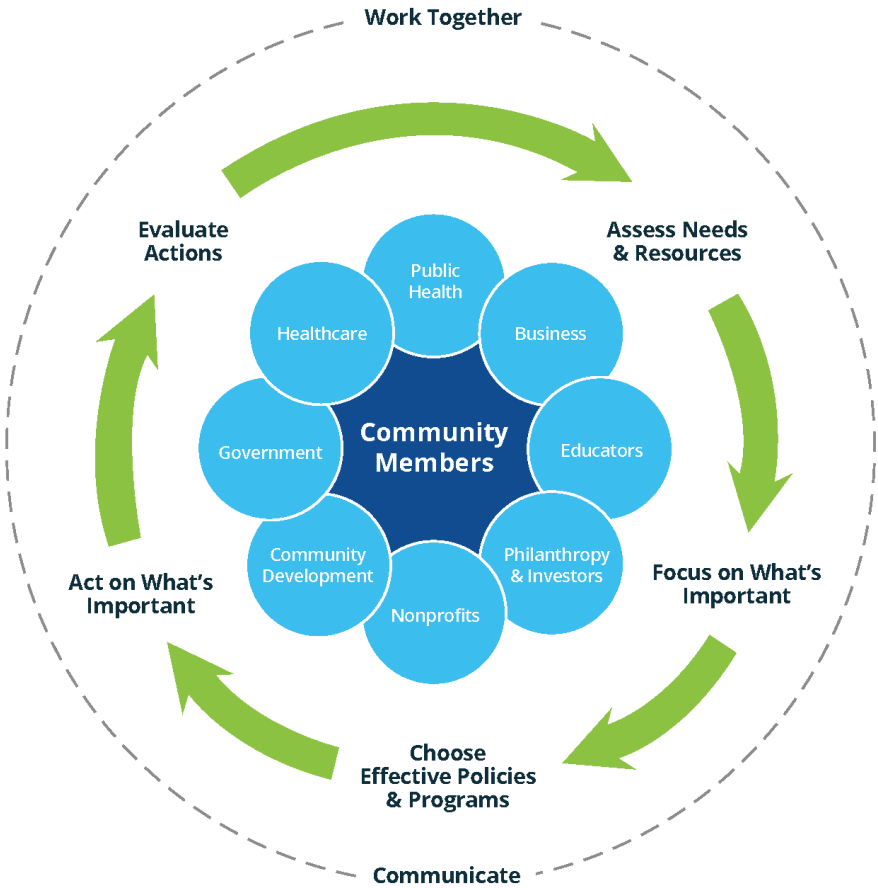 Work Together
Evaluate
Actions
Assess Needs
& Resources
Public
Health
Healthcare
Business
Community
Members
Government
Educators
Community
Development
Philanthropy
& Investors
Nonprofits
Act on What’s
Important
Focus on What’s
Important
Choose
Effective Policies
& Programs
Communicate